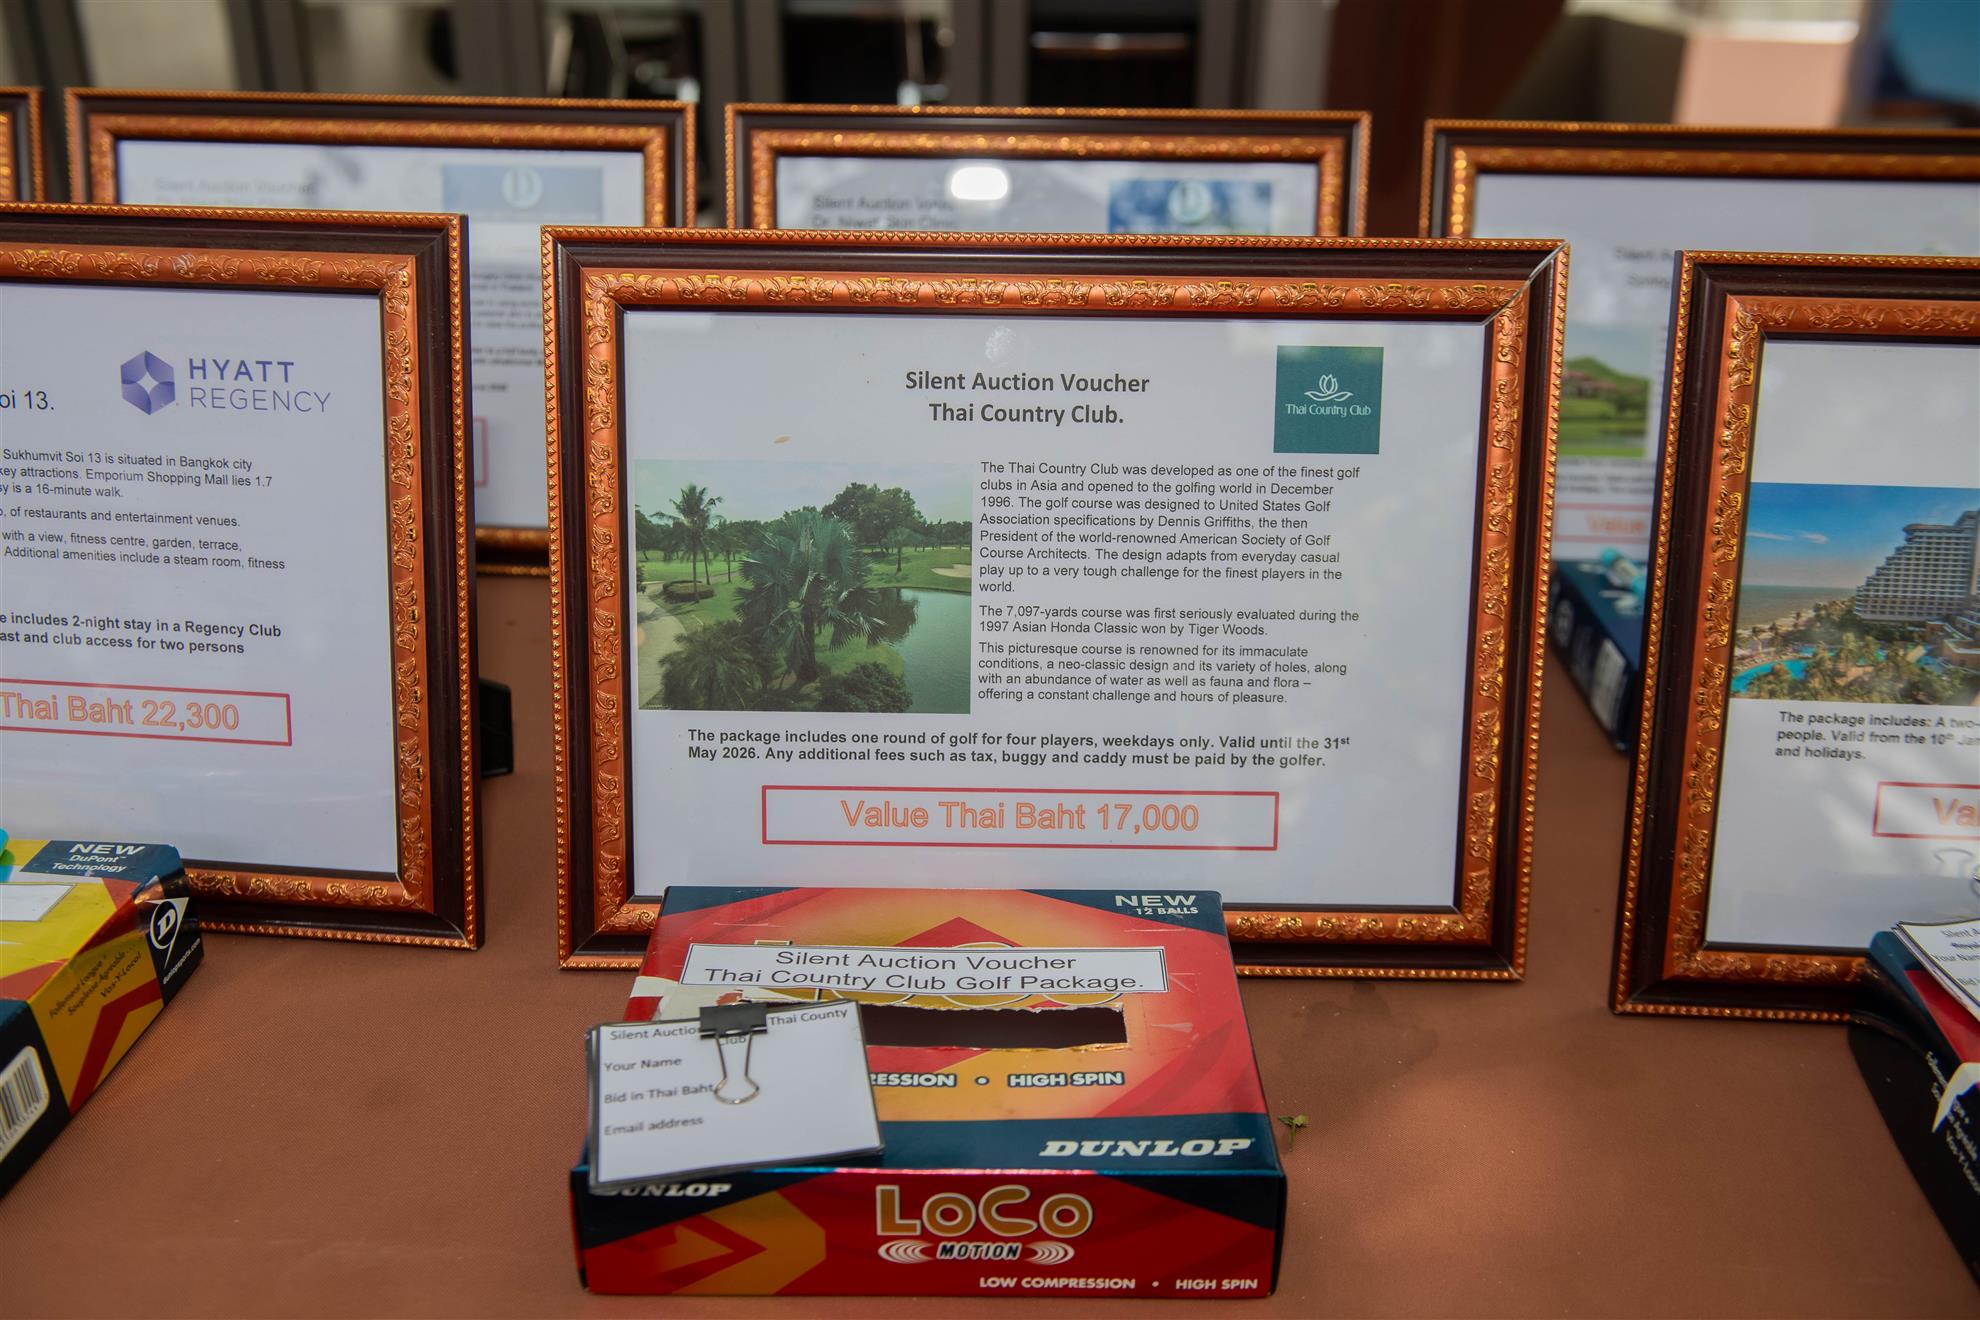 Silent Auction Voucher
Silent Auction
HYATT
REGENCY
oi 13.
Sukhumvit Soi 13 is situated in Bangkok city
key attractions. Emporium Shopping Mall lies 1.7
is a 16-minute walk.
of restaurants and entertainment venues.
with a view, fitness centre, garden, terrace,
Additional amenities include a steam room, fitness
includes 2-night stay in a Regency Club
and club access for two persons
Thai Baht 22,300
Silent Auction Voucher
Thai Country Club.
Thai Country Club
The Thai Country Club was developed as one of the finest golf
clubs in Asia and opened to the golfing world in December
1996. The golf course was designed to United States Golf
Association specifications by Dennis Griffiths, the then
President of the world-renowned American Society of Golf
Course Architects. The design adapts from everyday casual
play up to a very tough challenge for the finest players in the
world.
The 7,097-yards course was first seriously evaluated during the
1997 Asian Honda Classic won by Tiger Woods.
This picturesque course is renowned for its immaculate
conditions, a neo-classic design and its variety of holes, along
with an abundance of water as well as fauna and flora –
offering a constant challenge and hours of pleasure.
The package includes one round of golf for four players, weekdays only. Valid until the 31st
May 2026. Any additional fees such as tax, buggy and caddy must be paid by the golfer.
Value Thai Baht 17,000
Value
The package includes: A two-
people. Valid from the 10th
and holidays.
NEW
DuPont™
Technology
NEW
12 BALLS
Silent Auction Voucher
Thai Country Club Golf Package.
Silent Auction Thai County
Club
Your Name
Bid in Thai Baht
Email address
HIGH SPIN
DUNLOP
DUNLOP
LOCO
MOTION
LOW COMPRESSION • HIGH SPIN
Your Name